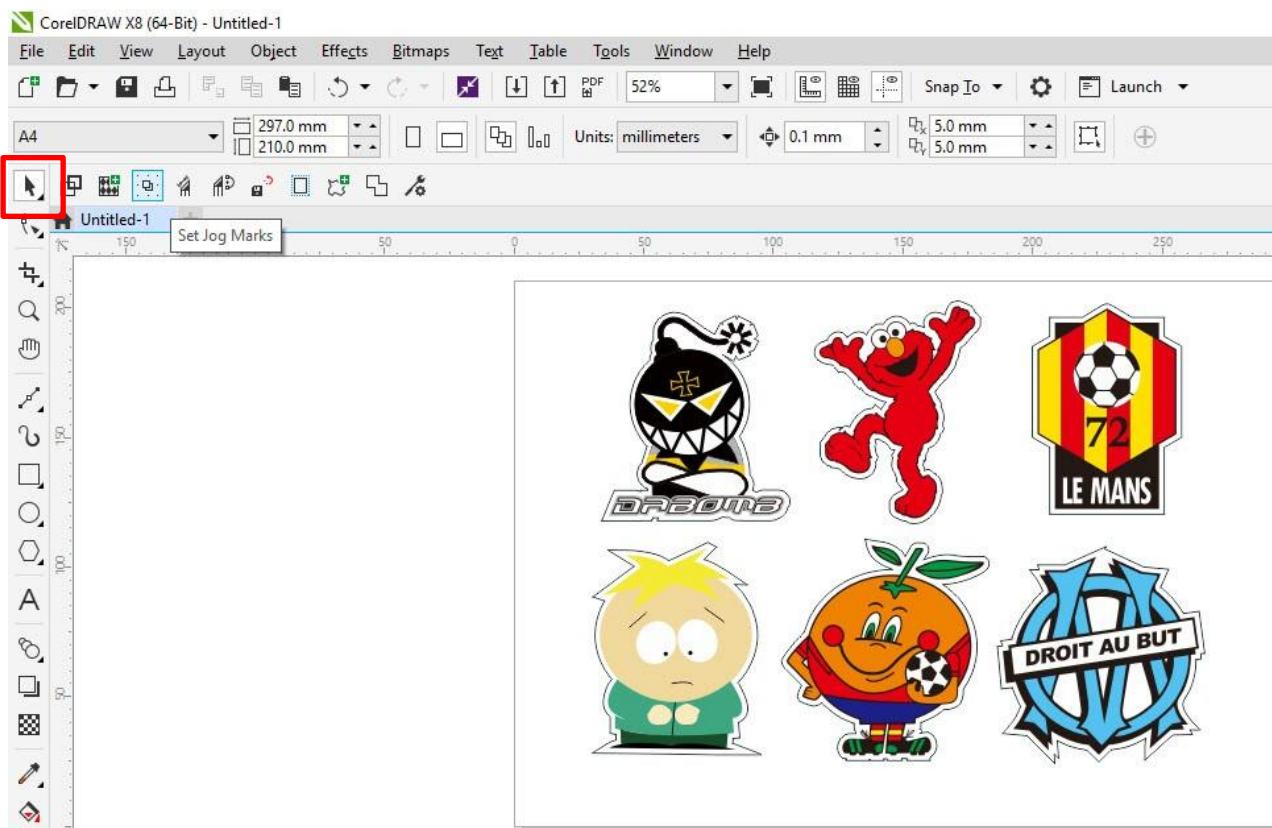 CorelDRAW X8 (64-Bit) - Untitled-1
File Edit View Layout Object Effects Bitmaps Text Table Tools Window Help
PDF 52% Snap To Launch
A4 297.0 mm 210.0 mm Units: millimeters 0.1 mm 5.0 mm 5.0 mm
Untitled-1
Set Jog Marks
150 50 0 50 100 150 200 250
200
150
100
50
72
LE MANS
DABOMB
DROIT AU BUT